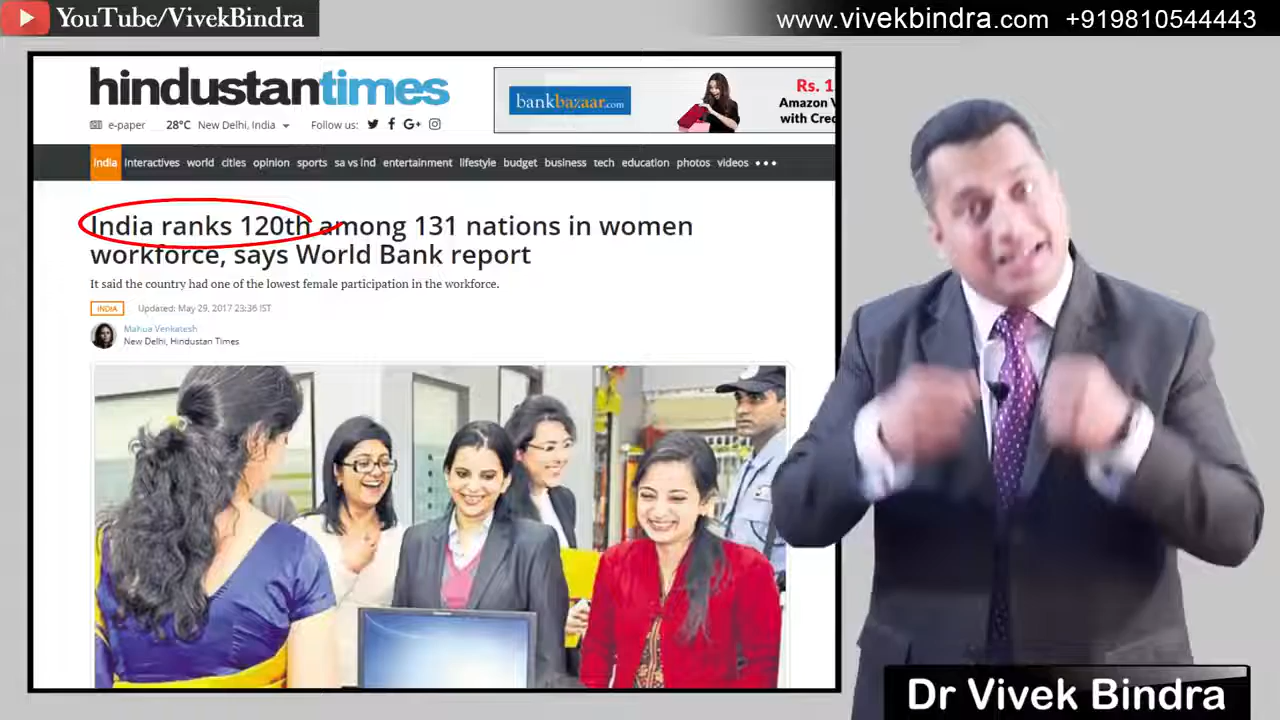 YouTube/VivekBindra
www.vivekbindra.com +919810544443
hindustantimes
bankbazaar.com
Rs. 1
Amazon V
with Cred
e-paper 28°C New Delhi, India Follow us:
india interactives world cities opinion sports sa vs ind entertainment lifestyle budget business tech education photos videos
India ranks 120th among 131 nations in women
workforce, says World Bank report
It said the country had one of the lowest female participation in the workforce.
INDIA Updated: May 29, 2017 23:36 IST
Mahua Venkatesh
New Delhi, Hindustan Times
Dr Vivek Bindra